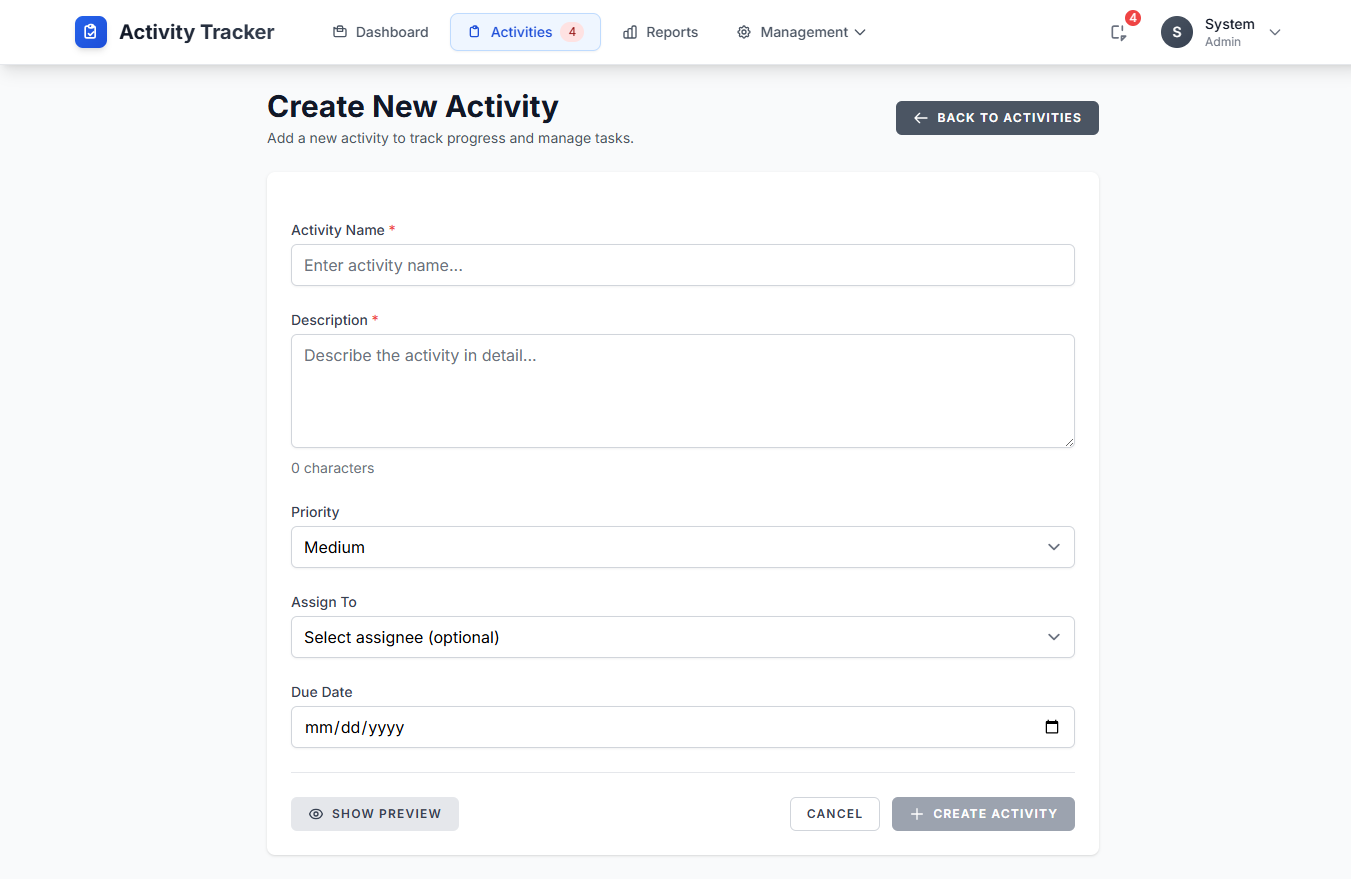 Activity Tracker
Dashboard
Activities 4
Reports
Management
4
S
System
Admin
Create New Activity
Add a new activity to track progress and manage tasks.
BACK TO ACTIVITIES
Activity Name *
Enter activity name...
Description *
Describe the activity in detail...
0 characters
Priority
Medium
Assign To
Select assignee (optional)
Due Date
mm/dd/yyyy
SHOW PREVIEW
CANCEL
CREATE ACTIVITY